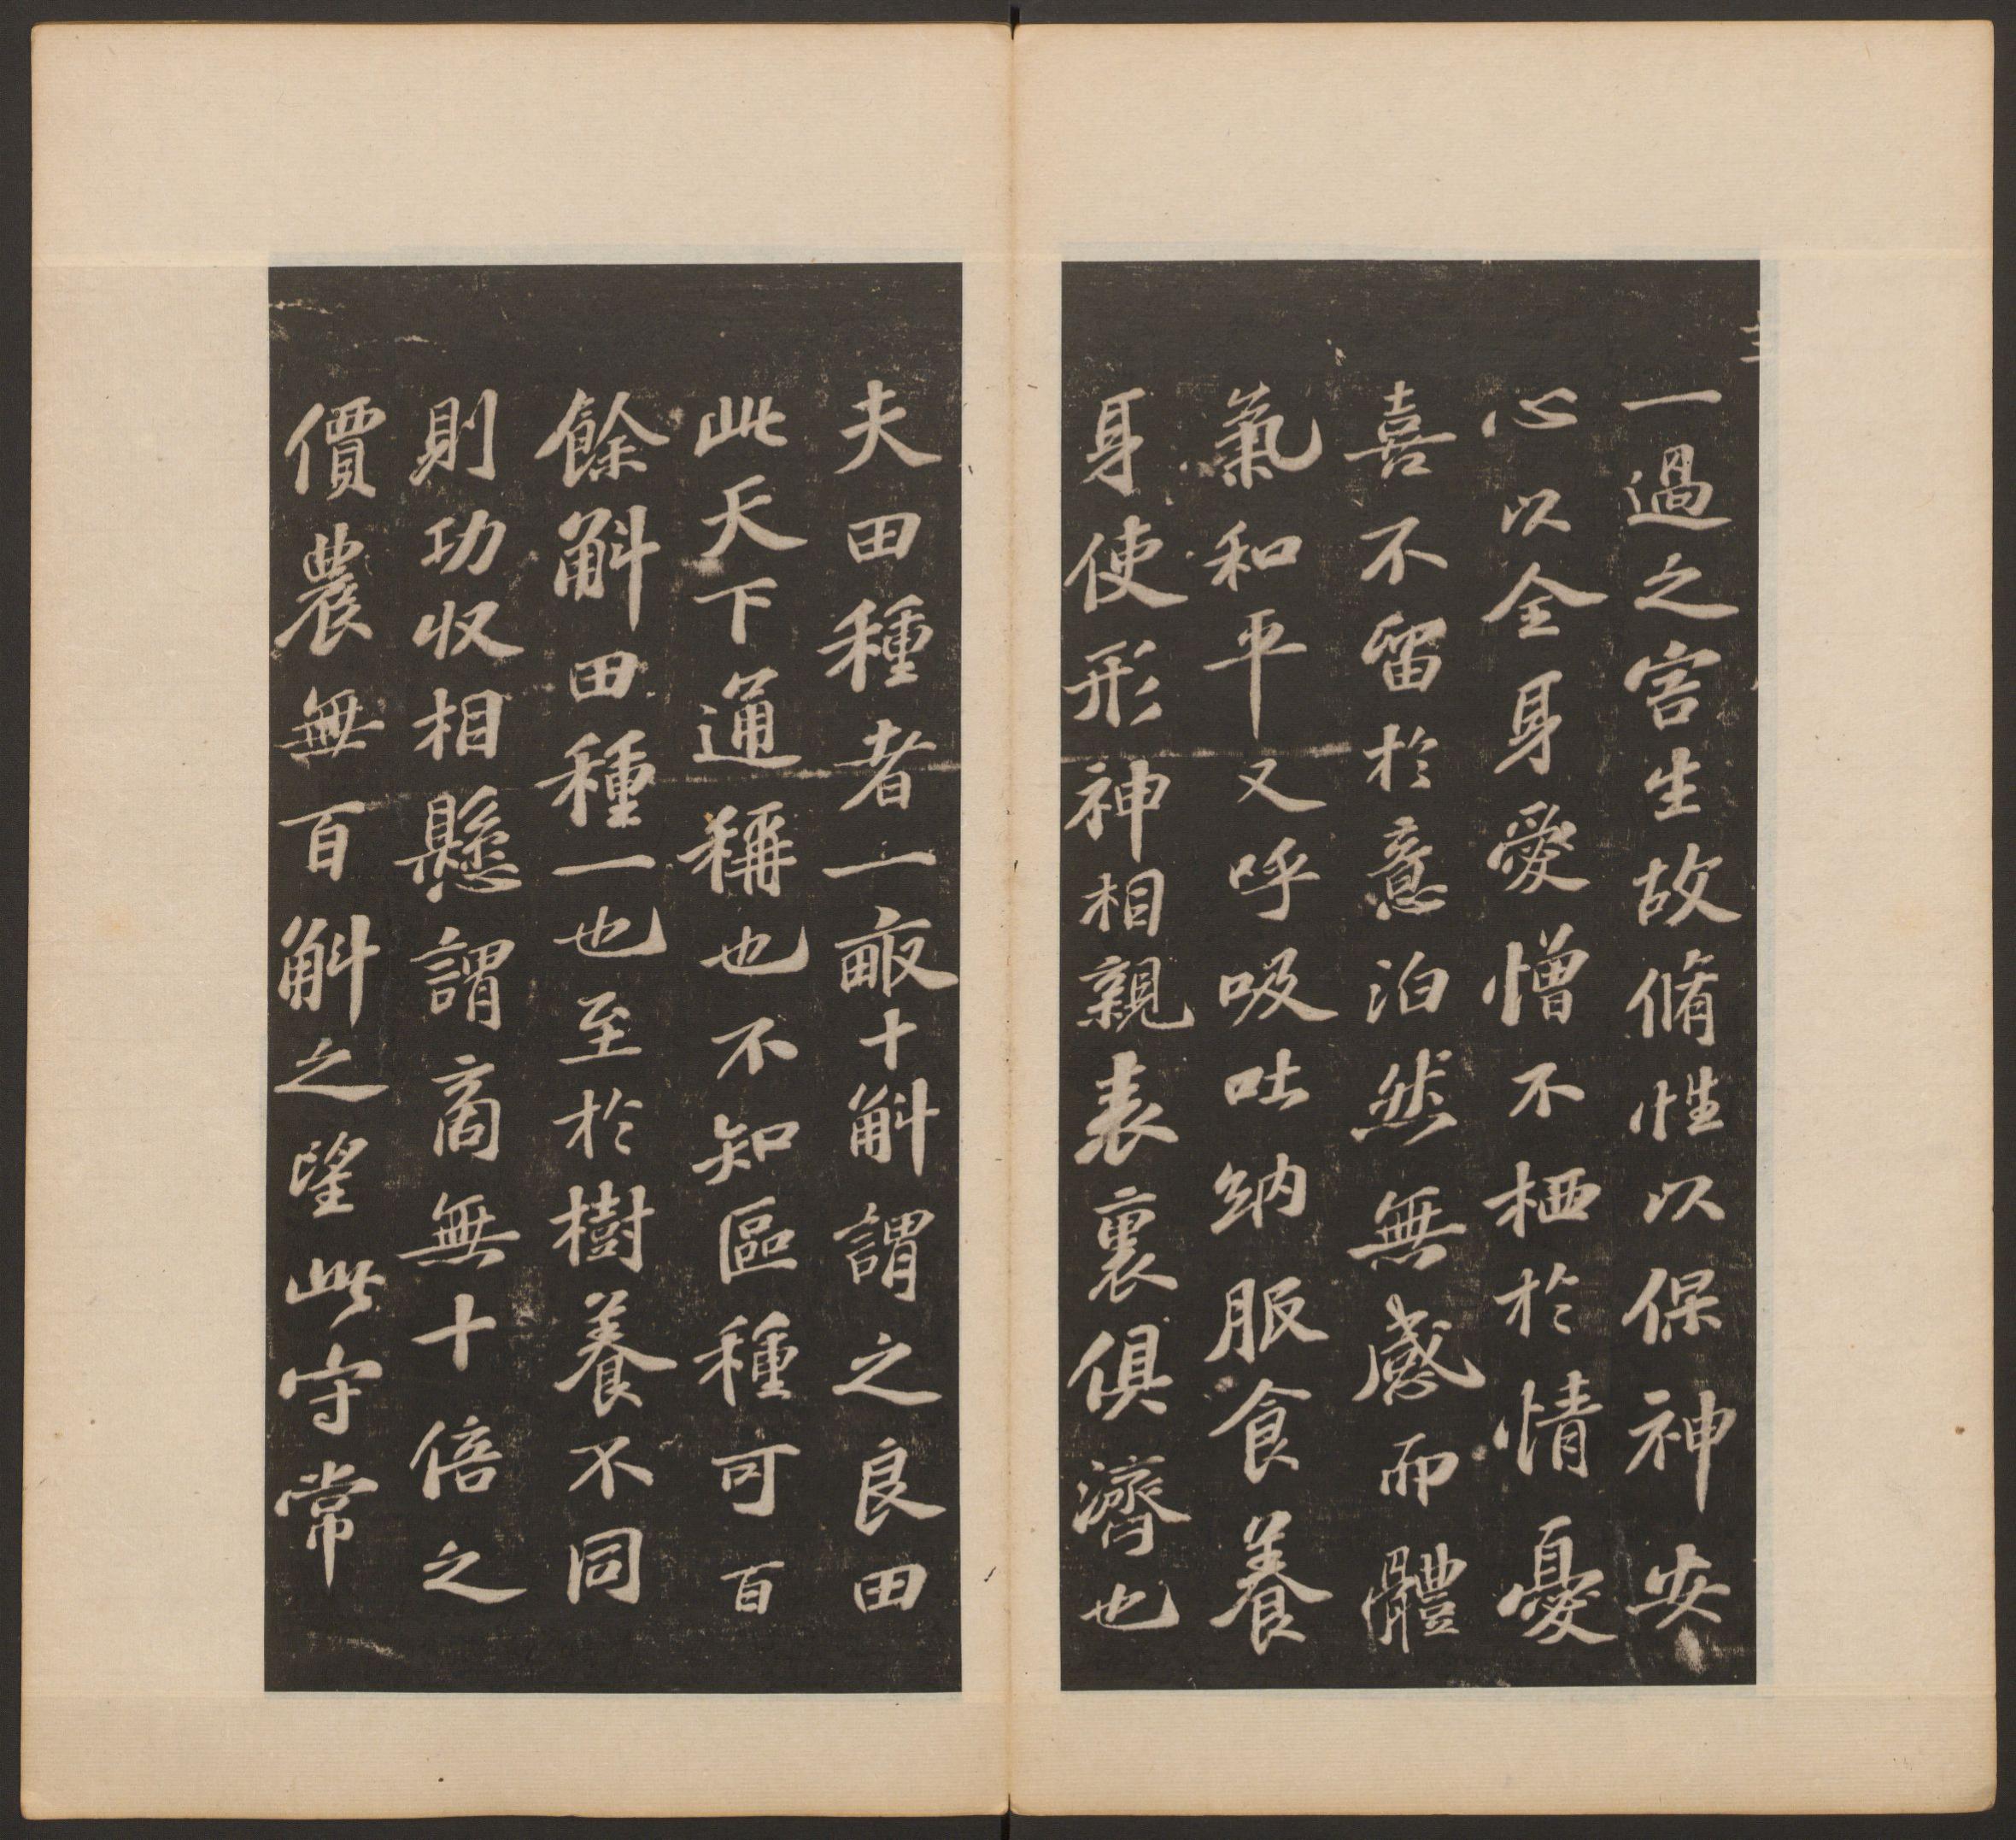 一過之害生故脩性以保神安
心以全身愛憎不栖於情憂
喜不留於意泊然無感而體
氣和平又呼吸吐納服食養
身使形神相親表裏俱濟也
夫田種者一畝十斛謂之良田
此天下通稱也不知區種可百
餘斛田種一也至於樹養不同
則功收相懸謂商無十倍之
價農無百斛之望此守常